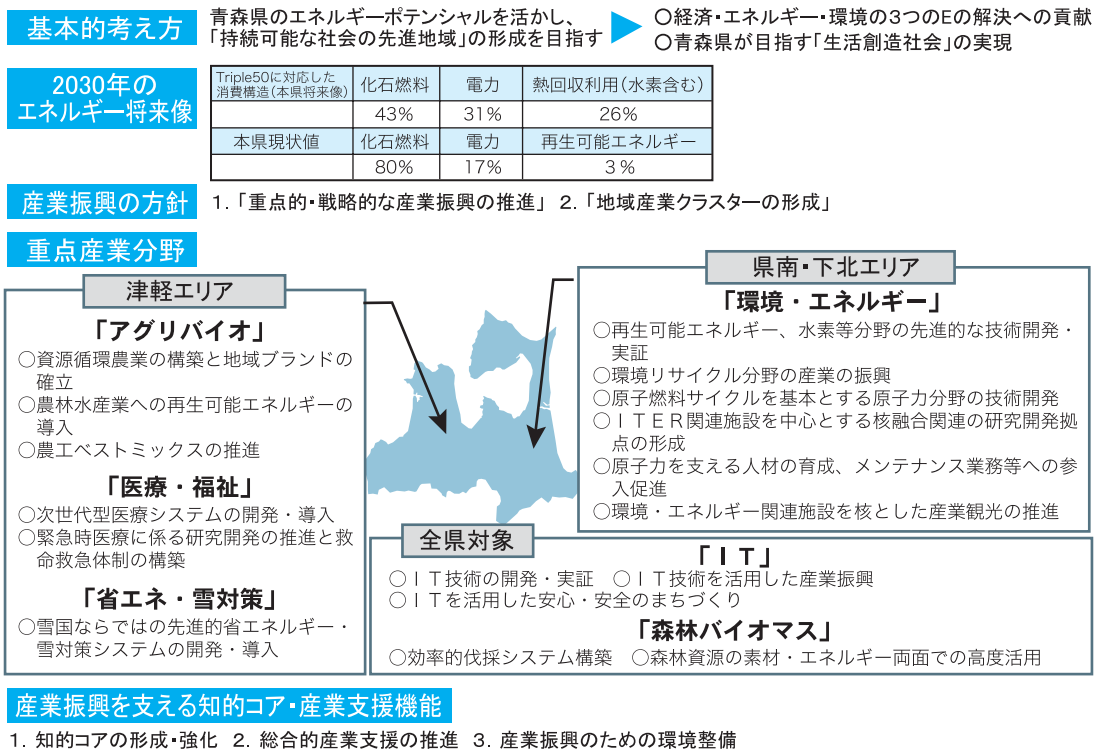 基本的考え方
青森県のエネルギーポテンシャルを活かし、
「持続可能な社会の先進地域」の形成を目指す
○経済・エネルギー・環境の3つのEの解決への貢献
○青森県が目指す「生活創造社会」の実現
2030年の
エネルギー将来像
Triple50に対応した
消費構造(本県将来像)
化石燃料
電力
熱回収利用(水素含む)
43%
31%
26%
本県現状値
化石燃料
電力
再生可能エネルギー
80%
17%
3%
産業振興の方針
1.「重点的・戦略的な産業振興の推進」 2.「地域産業クラスターの形成」
重点産業分野
津軽エリア
「アグリバイオ」
○資源循環農業の構築と地域ブランドの
確立
○農林水産業への再生可能エネルギーの
導入
○農工ベストミックスの推進
「医療・福祉」
○次世代型医療システムの開発・導入
○緊急時医療に係る研究開発の推進と救
命救急体制の構築
「省エネ・雪対策」
○雪国ならではの先進的省エネルギー・
雪対策システムの開発・導入
県南・下北エリア
「環境・エネルギー」
○再生可能エネルギー、水素等分野の先進的な技術開発・
実証
○環境リサイクル分野の産業の振興
○原子燃料サイクルを基本とする原子力分野の技術開発
○ITER関連施設を中心とする核融合関連の研究開発拠
点の形成
○原子力を支える人材の育成、メンテナンス業務等への参
入促進
○環境・エネルギー関連施設を核とした産業観光の推進
全県対象
「IT」
○IT技術の開発・実証 ○IT技術を活用した産業振興
○ITを活用した安心・安全のまちづくり
「森林バイオマス」
○効率的伐採システム構築 ○森林資源の素材・エネルギー両面での高度活用
産業振興を支える知的コア・産業支援機能
1. 知的コアの形成・強化 2. 総合的産業支援の推進 3. 産業振興のための環境整備